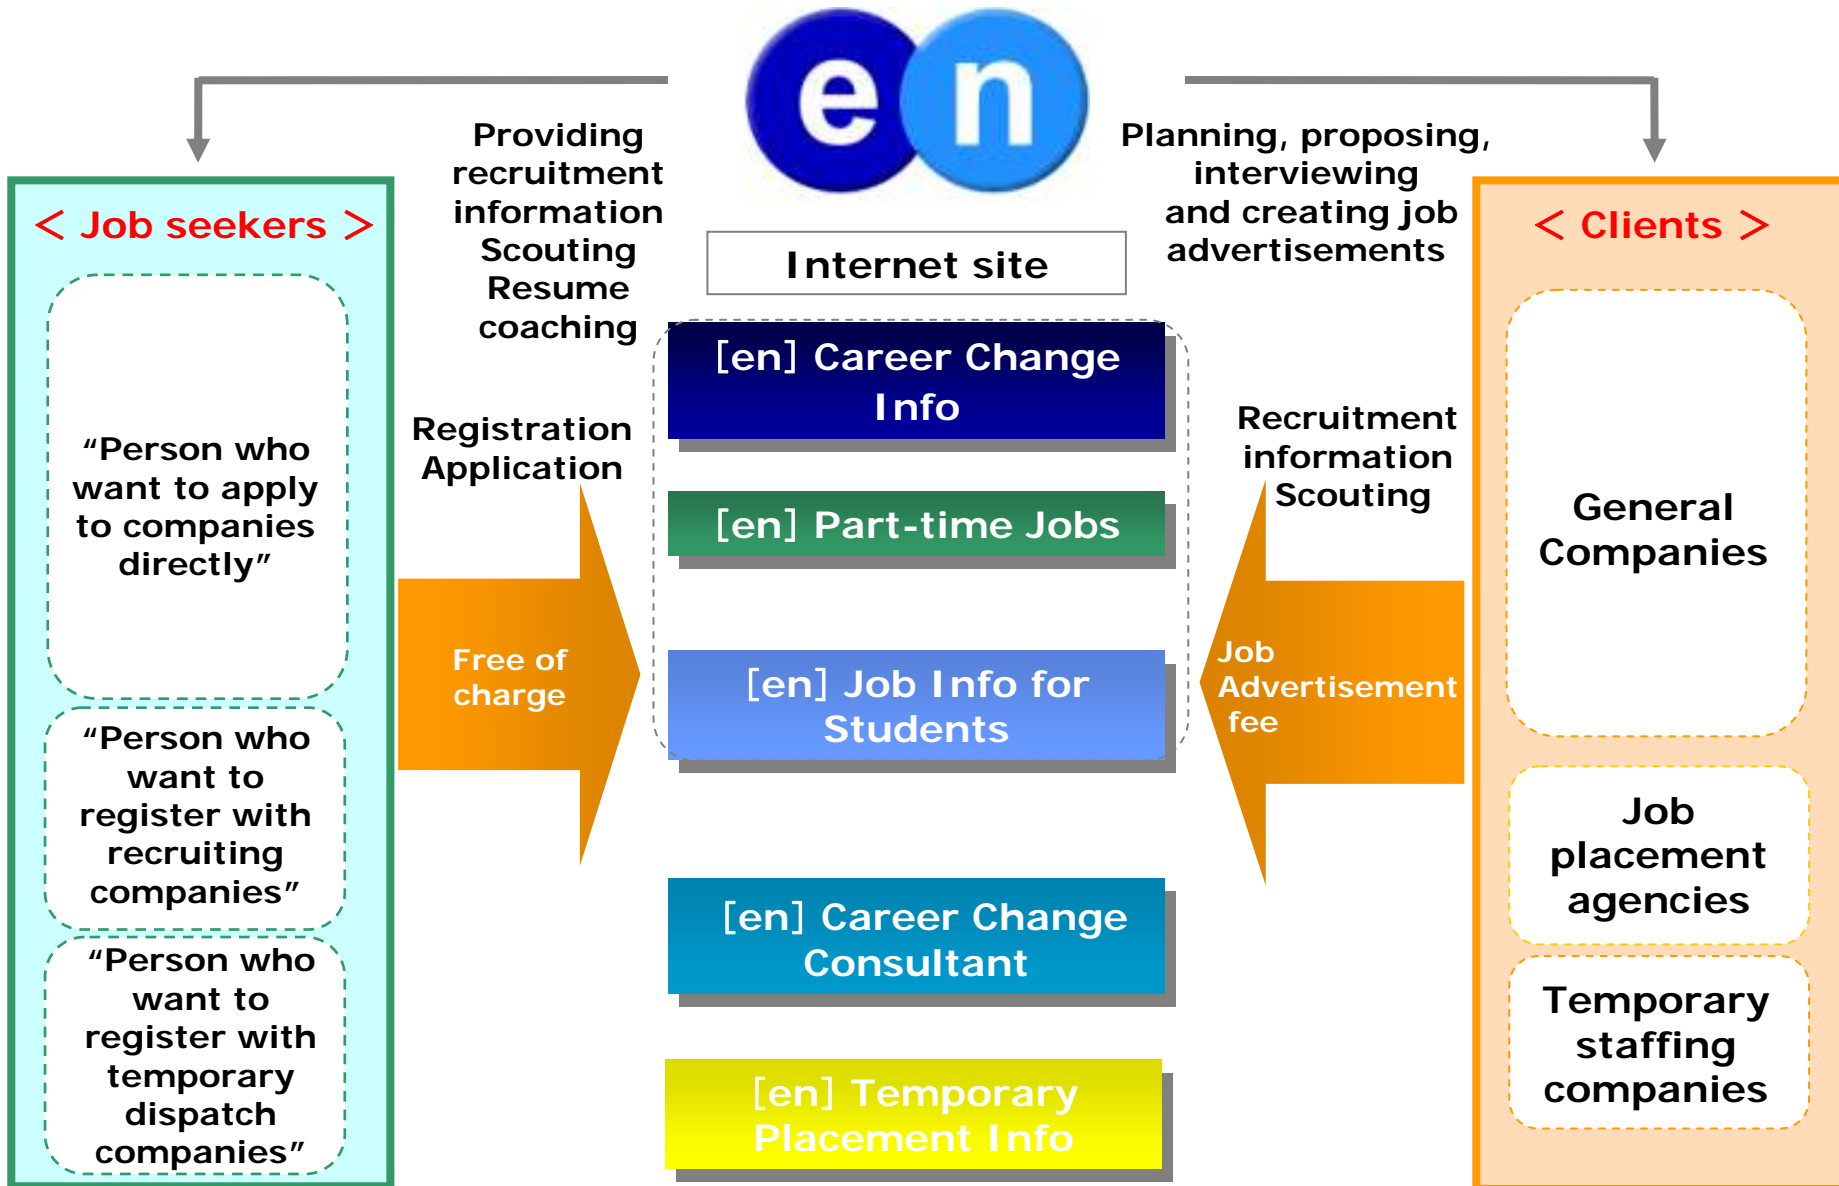 en
Providing
recruitment
information
Scouting
Resume
coaching
Planning, proposing,
interviewing
and creating job
advertisements
＜ Job seekers ＞
“Person who
want to apply
to companies
directly”
“Person who
want to
register with
recruiting
companies”
“Person who
want to
register with
temporary
dispatch
companies”
Registration
Application
Free of
charge
Internet site
[en] Career Change
Info
[en] Part-time Jobs
[en] Job Info for
Students
[en] Career Change
Consultant
[en] Temporary
Placement Info
Recruitment
information
Scouting
Job
Advertisement
fee
＜ Clients ＞
General
Companies
Job
placement
agencies
Temporary
staffing
companies